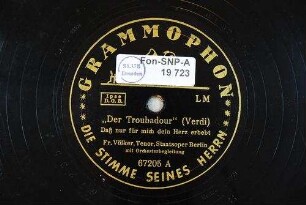 GRAMMOPHON
Fon-SNP-A
19 723
LM
„Der Troubadour" (Verdi)
Daß nur für mich dein Herz erbebt
Fr. Völker, Tenor, Staatsoper Berlin
mit Orchesterbegleitung
67205 A
DIE STIMME SEINES HERRN